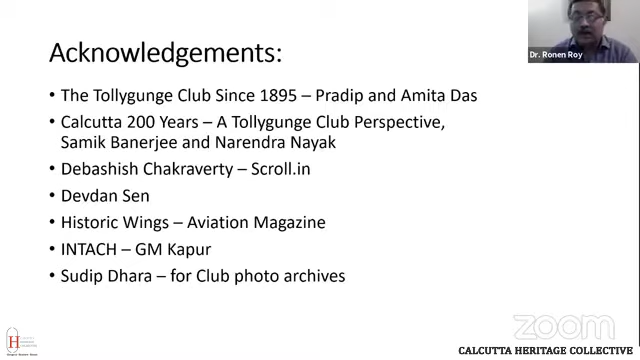 Acknowledgements:
Dr. Ronen Roy
• The Tollygunge Club Since 1895 – Pradip and Amita Das
• Calcutta 200 Years – A Tollygunge Club Perspective,
Samik Banerjee and Narendra Nayak
• Debashish Chakraverty – Scroll.in
• Devdan Sen
• Historic Wings – Aviation Magazine
• INTACH – GM Kapur
• Sudip Dhara – for Club photo archives
zoom
CALCUTTA HERITAGE COLLECTIVE